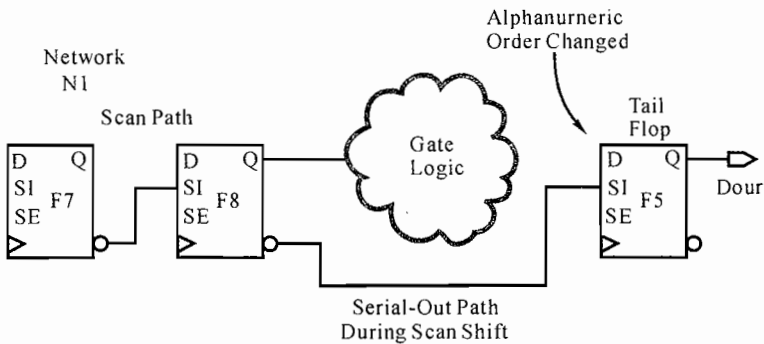 Alphanurneric
Order Changed
Network
N1
Scan Path
Tail
Flop
D Q
SI
F7
SE
D Q
SI
F8
SE
Gate
Logic
D Q
SI
F5
SE
Dour
Serial-Out Path
During Scan Shift